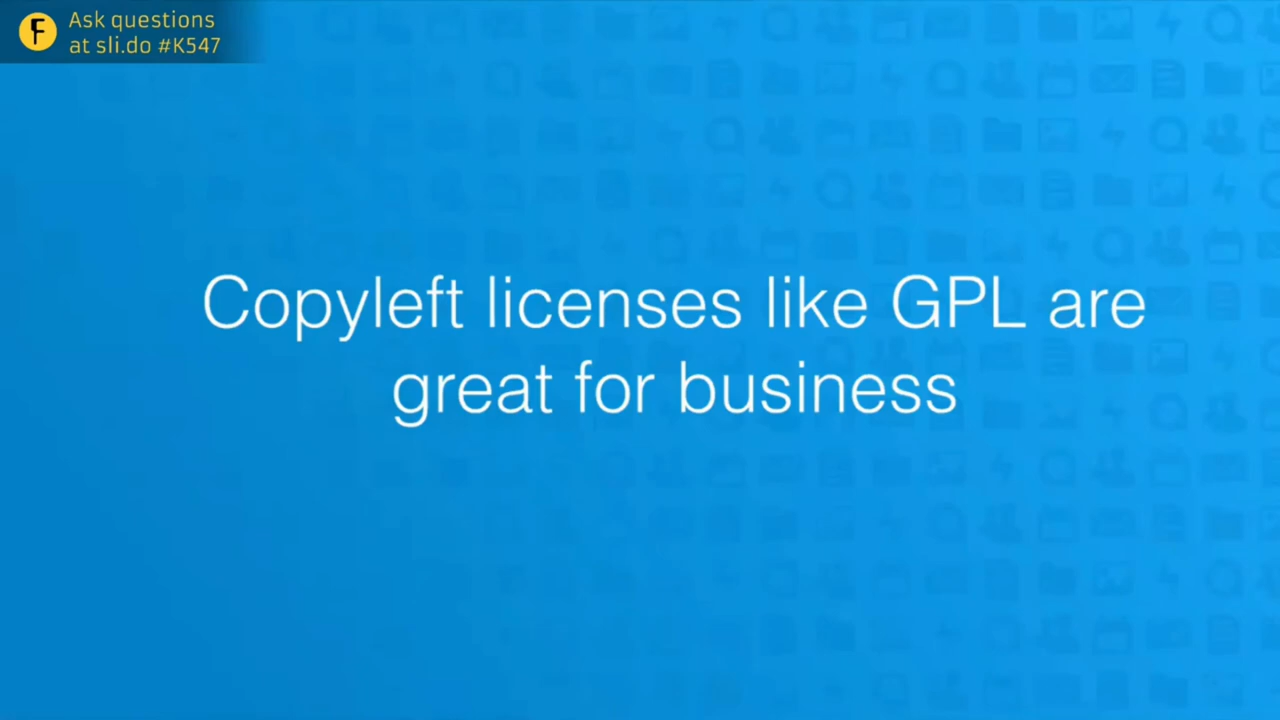 F
Ask questions
at sli.do #K547
Copyleft licenses like GPL are
great for business